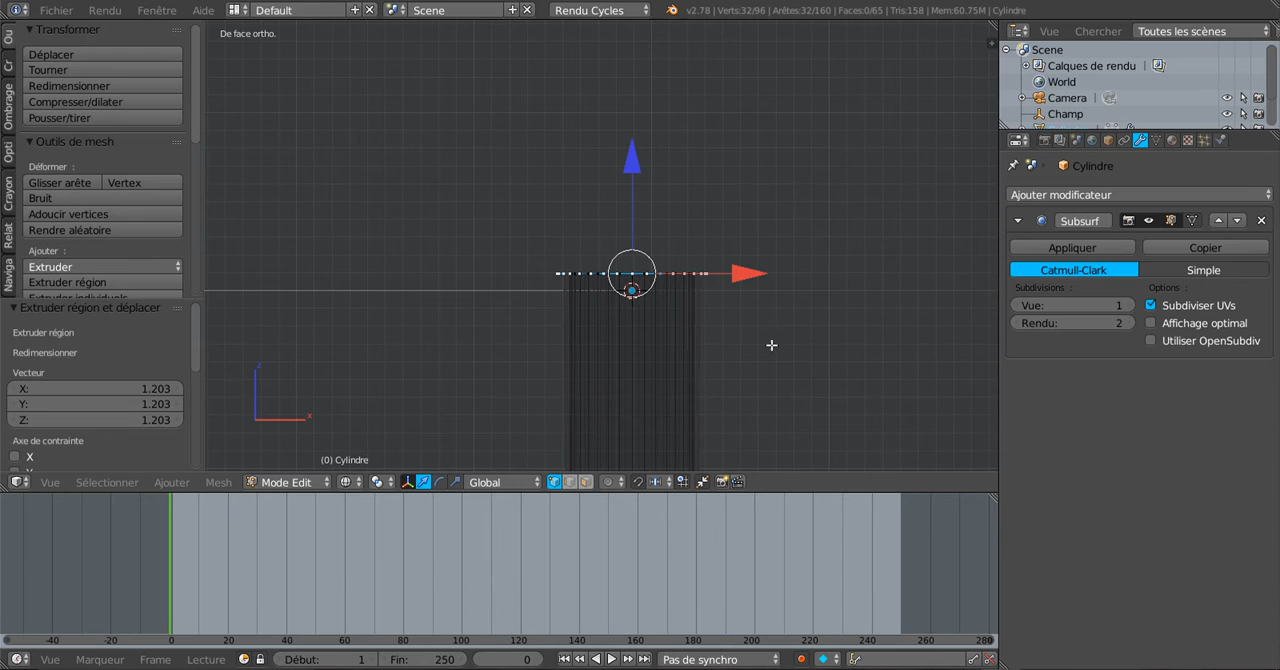 Fichier Rendu Fenêtre Aide Default Scene Rendu Cycles v2.78 | Verts:32/96 | Arêtes:32/160 | Faces:0/65 | Tris:158 | Mem:60.75M | Cylindre
Ou
Cr
Ombrage
Opti
Crayon
Relat
Naviga
Transformer
Déplacer
Tourner
Redimensionner
Compresser/dilater
Pousser/tirer
Outils de mesh
Déformer :
Glisser arête Vertex
Bruit
Adoucir vertices
Rendre aléatoire
Ajouter :
Extruder
Extruder région
Extruder individuels
Extruder région et déplacer
Extruder région
Redimensionner
Vecteur
X: 1.203
Y: 1.203
Z: 1.203
Axe de contrainte
X
De face ortho.
z
x
(0) Cylindre
Vue Sélectionner Ajouter Mesh Mode Edit Global
-40 -20 0 20 40 60 80 100 120 140 160 180 200 220 240 260 280
Vue Marqueur Frame Lecture Début: 1 Fin: 250 0 Pas de synchro
Vue Chercher Toutes les scènes
Scene
Calques de rendu
World
Camera
Champ
Cylindre
Ajouter modificateur
Subsurf
Appliquer Copier
Catmull-Clark Simple
Subdivisions : Options :
Vue: 1 Subdiviser UVs
Rendu: 2 Affichage optimal
Utiliser OpenSubdiv